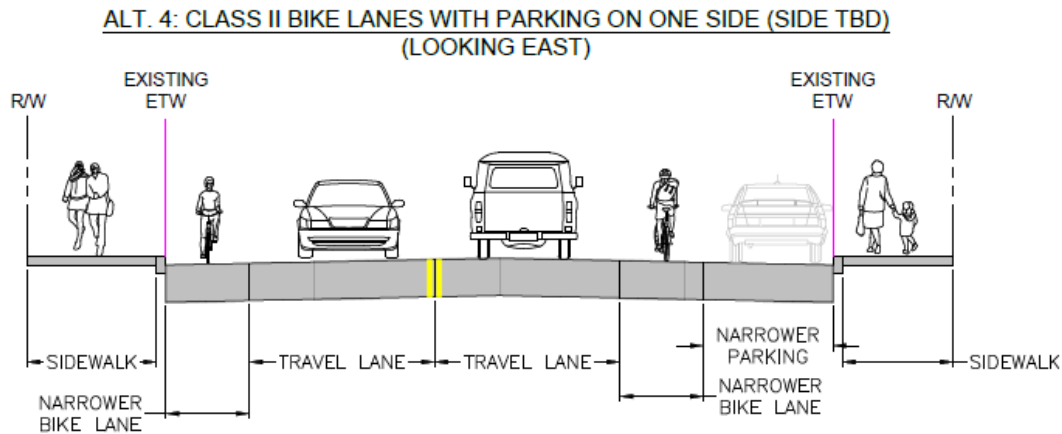 ALT. 4: CLASS II BIKE LANES WITH PARKING ON ONE SIDE (SIDE TBD)
(LOOKING EAST)
R/W
EXISTING
ETW
EXISTING
ETW
R/W
SIDEWALK
TRAVEL LANE
TRAVEL LANE
NARROWER
PARKING
SIDEWALK
NARROWER
BIKE LANE
NARROWER
BIKE LANE